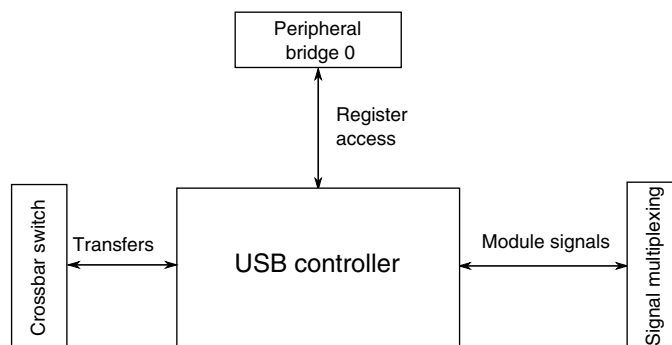 Peripheral
bridge 0
Register
access
Crossbar switch
Transfers
USB controller
Module signals
Signal multiplexing